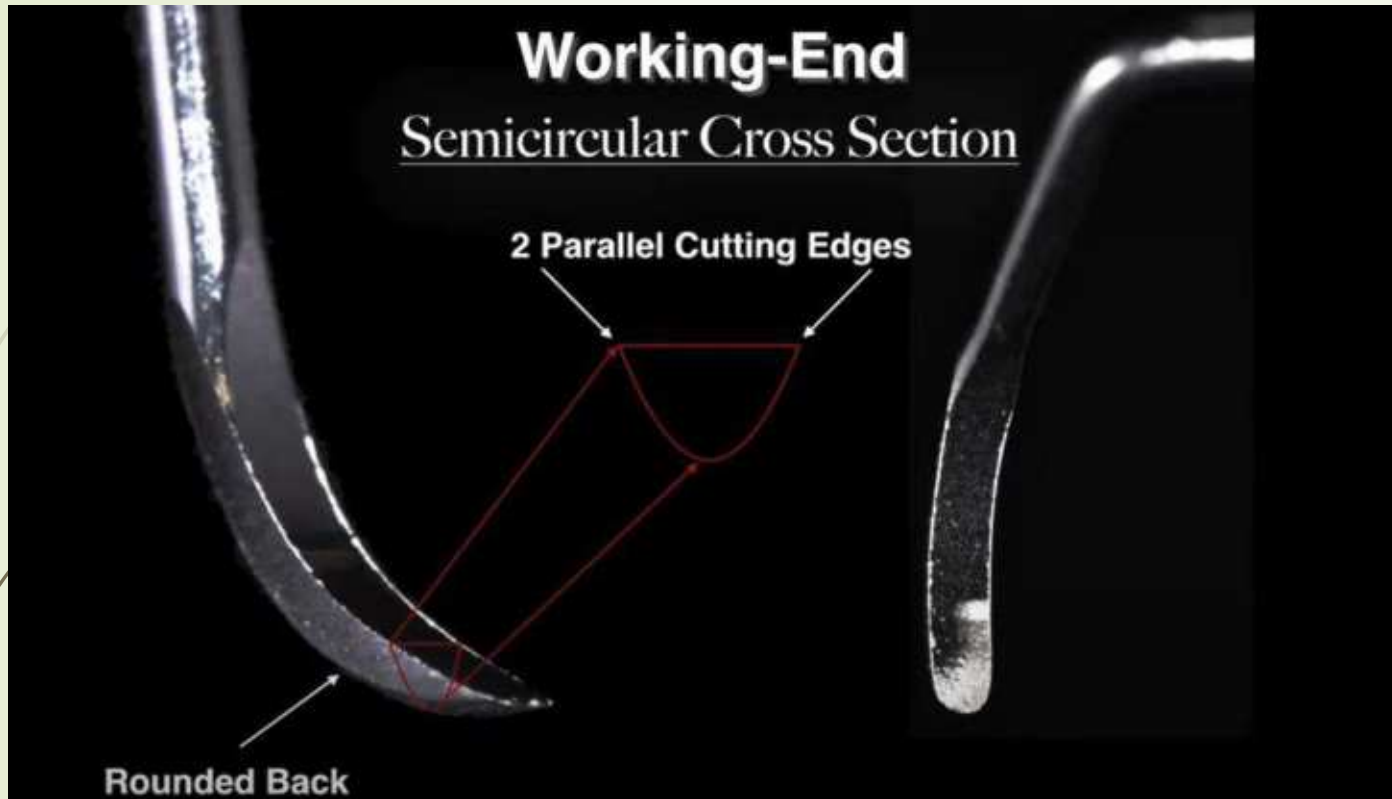 Working-End
Semicircular Cross Section
2 Parallel Cutting Edges
Rounded Back